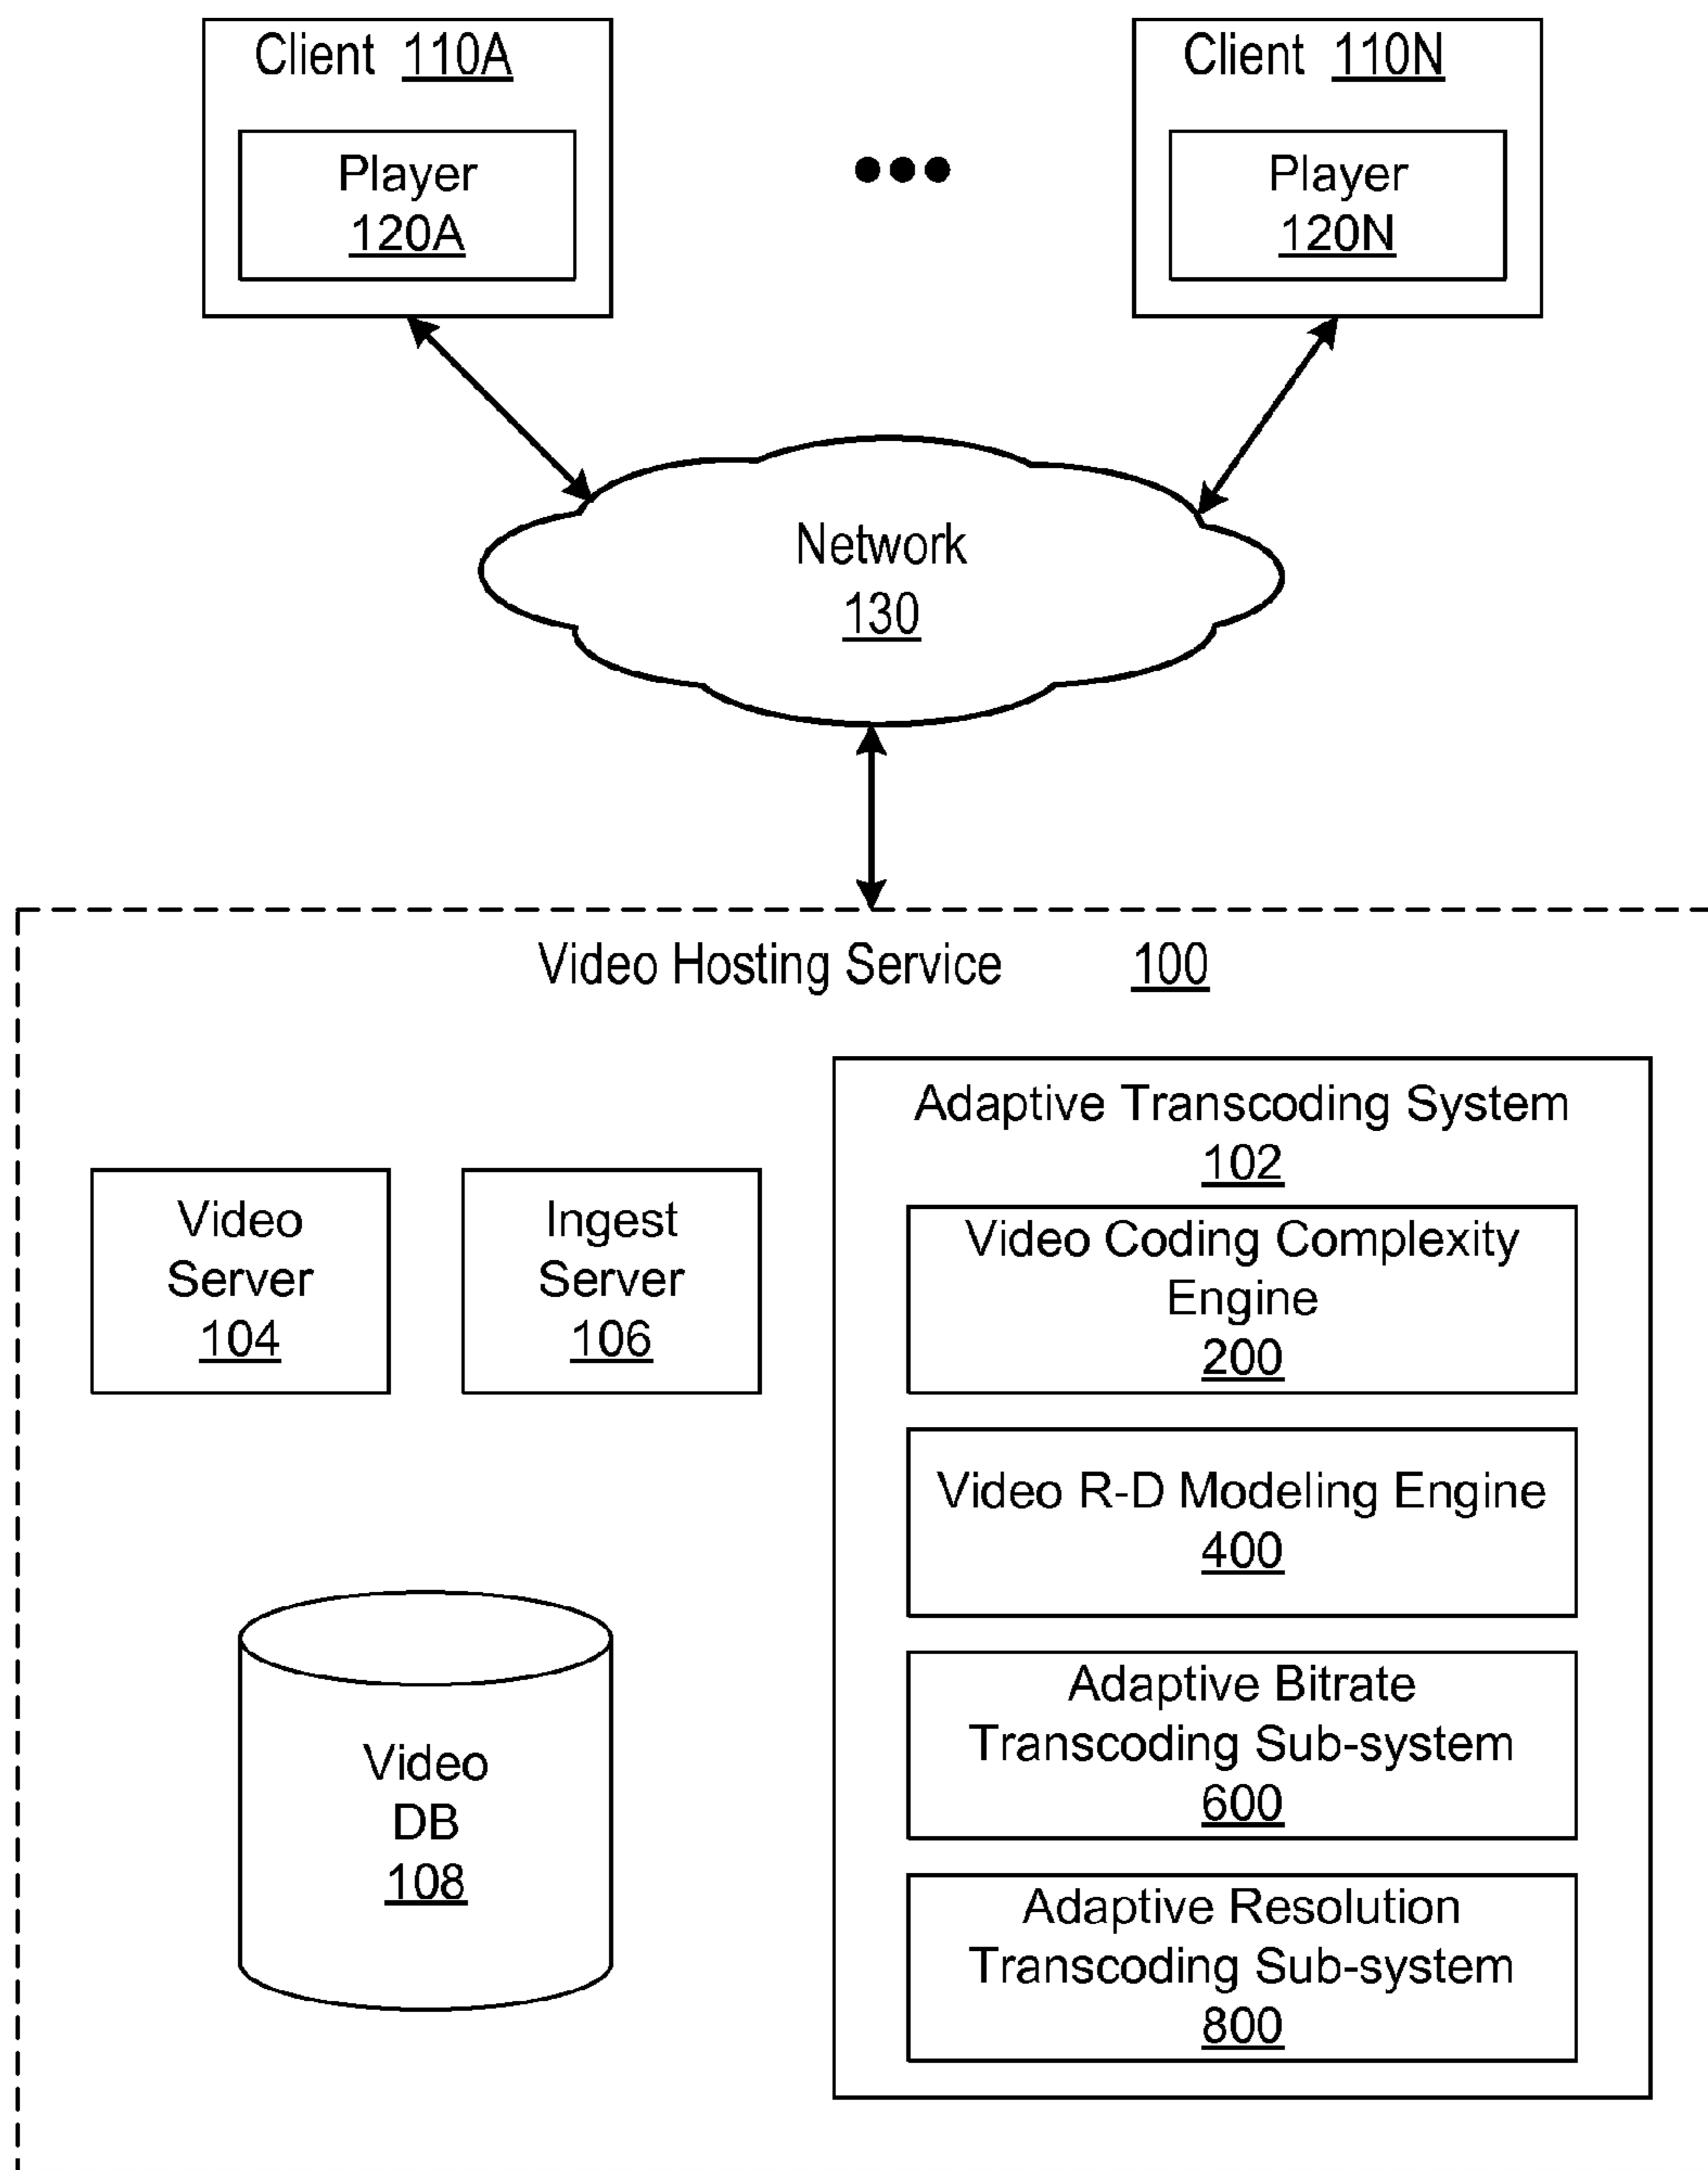 Client 110A
Player
120A
Client 110N
Player
120N
Network
130
Video Hosting Service 100
Adaptive Transcoding System
102
Video
Server
104
Ingest
Server
106
Video Coding Complexity
Engine
200
Video R-D Modeling Engine
400
Adaptive Bitrate
Transcoding Sub-system
600
Video
DB
108
Adaptive Resolution
Transcoding Sub-system
800